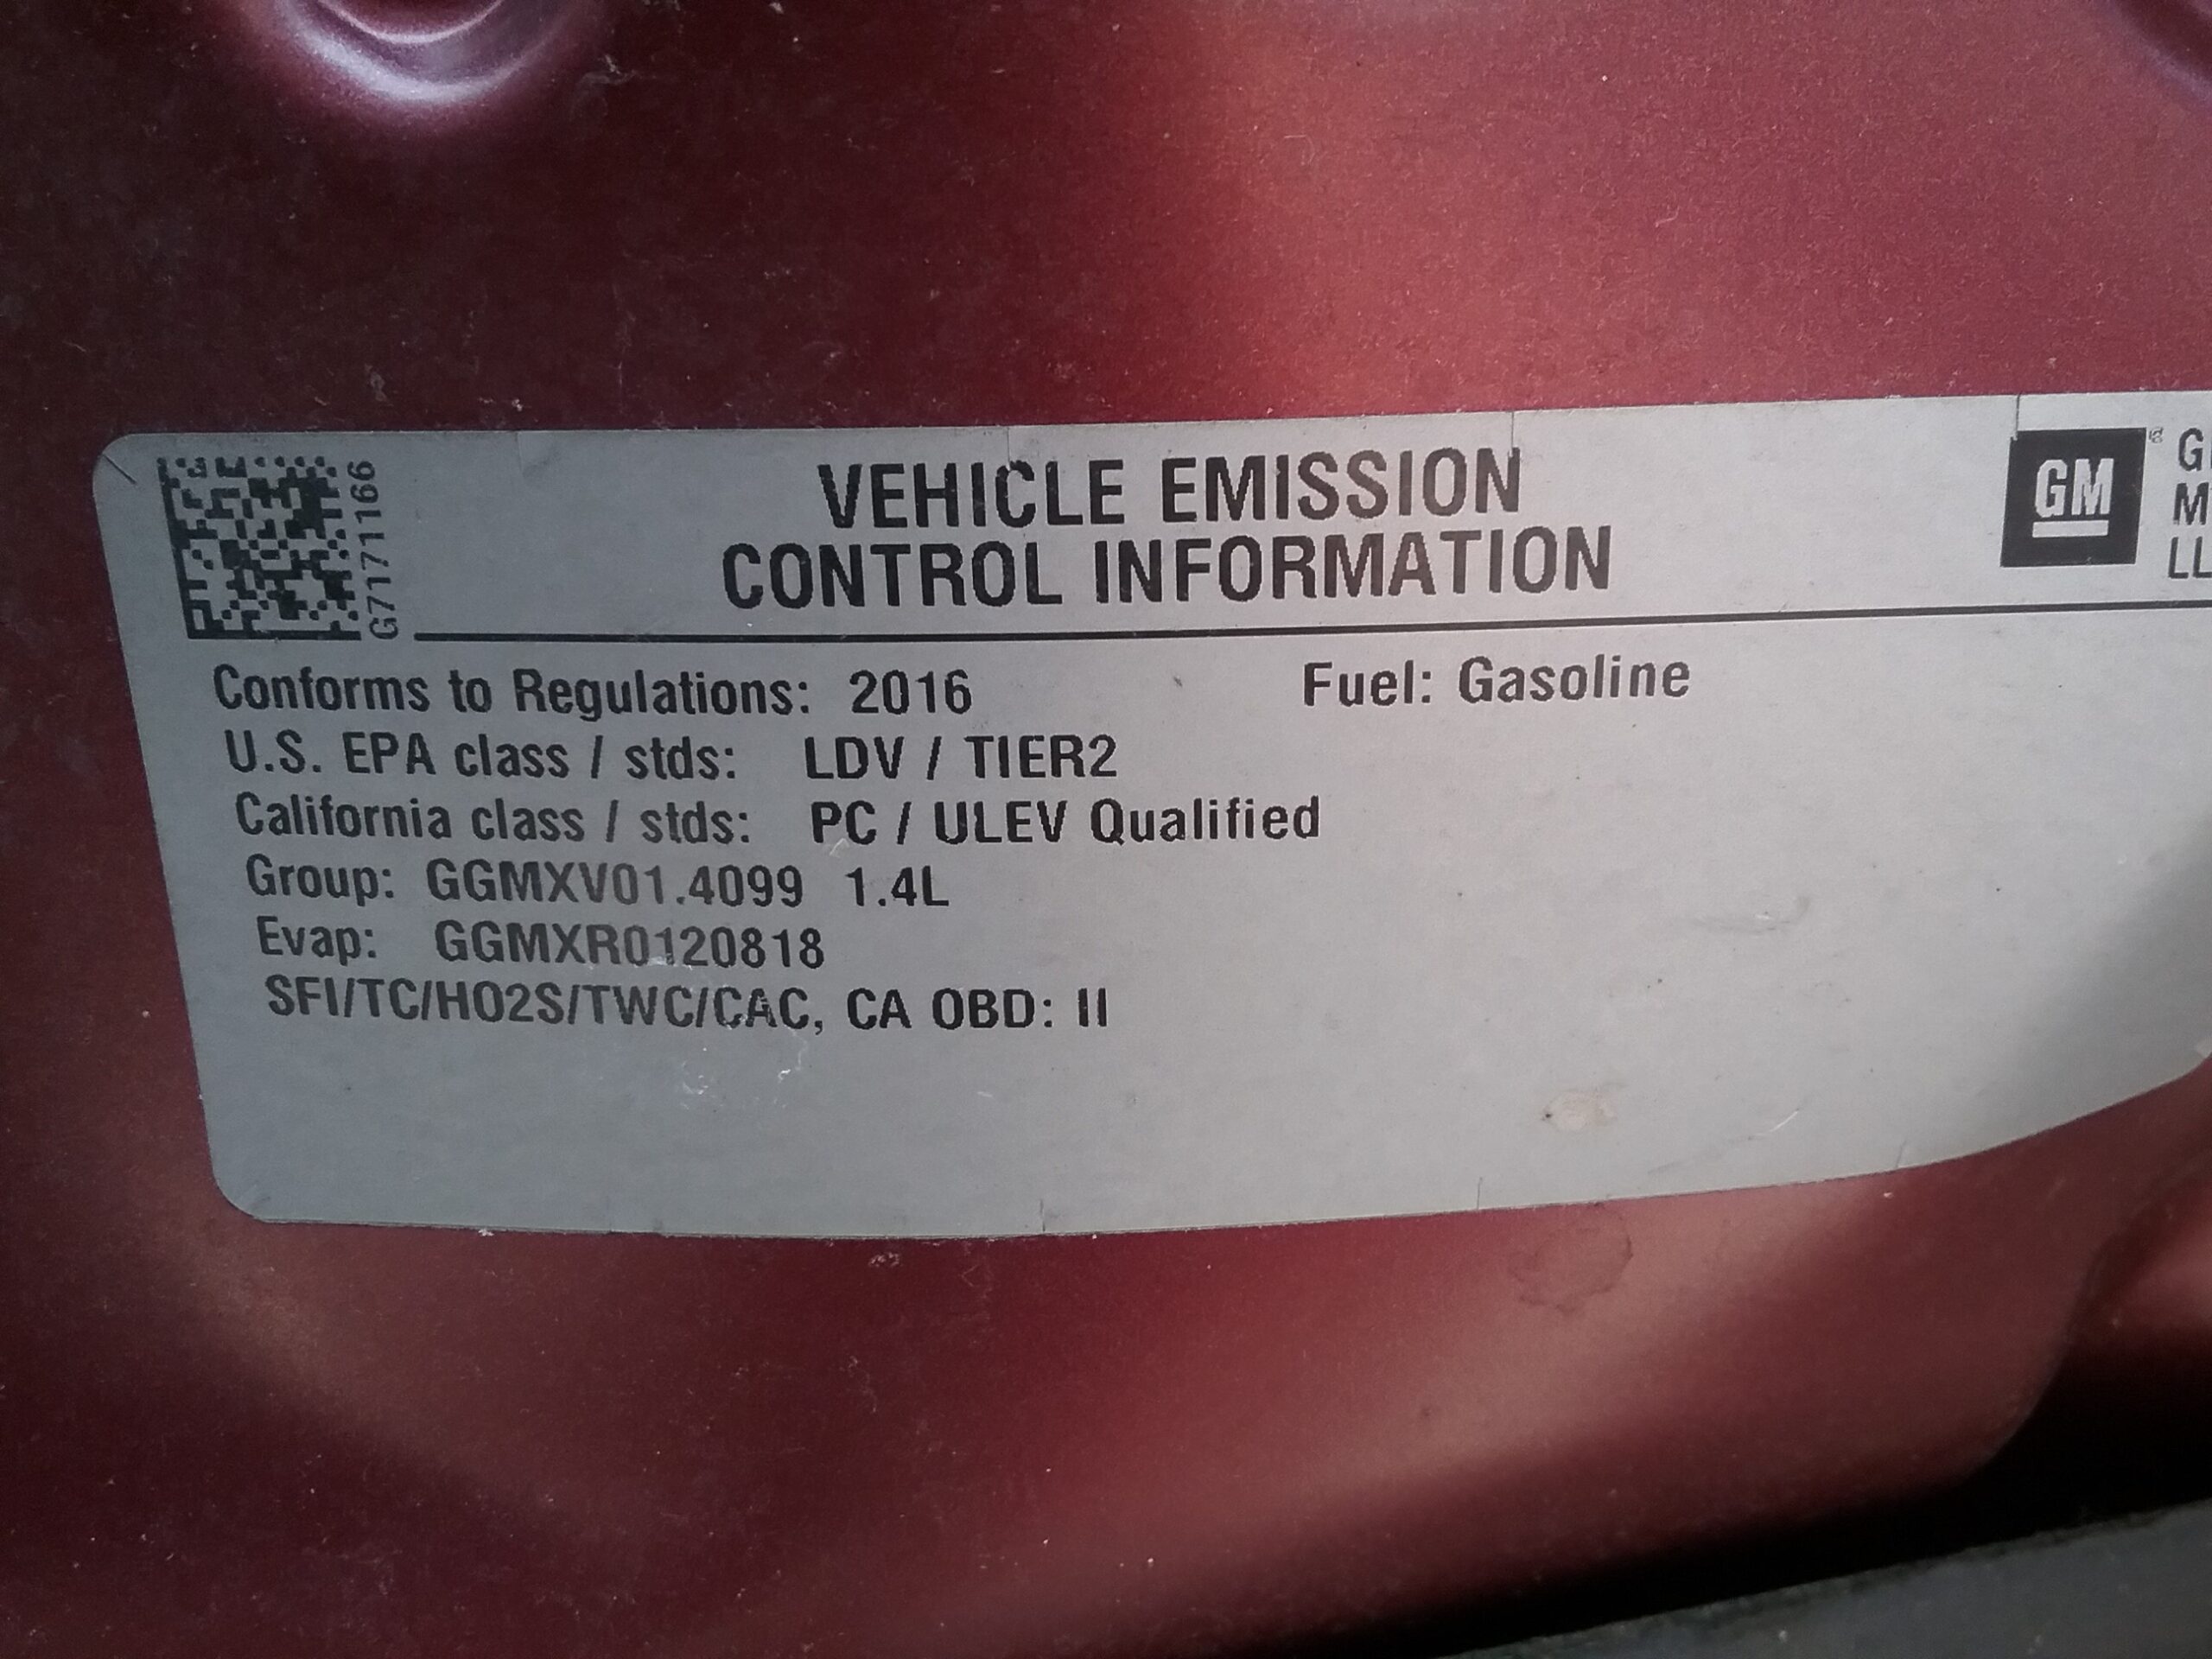 G7171166
VEHICLE EMISSION
CONTROL INFORMATION
GM
Conforms to Regulations: 2016 Fuel: Gasoline
U.S. EPA class / stds: LDV / TIER2
California class / stds: PC / ULEV Qualified
Group: GGMXV01.4099 1.4L
Evap: GGMXR0120818
SFI/TC/HO2S/TWC/CAC, CA OBD: II